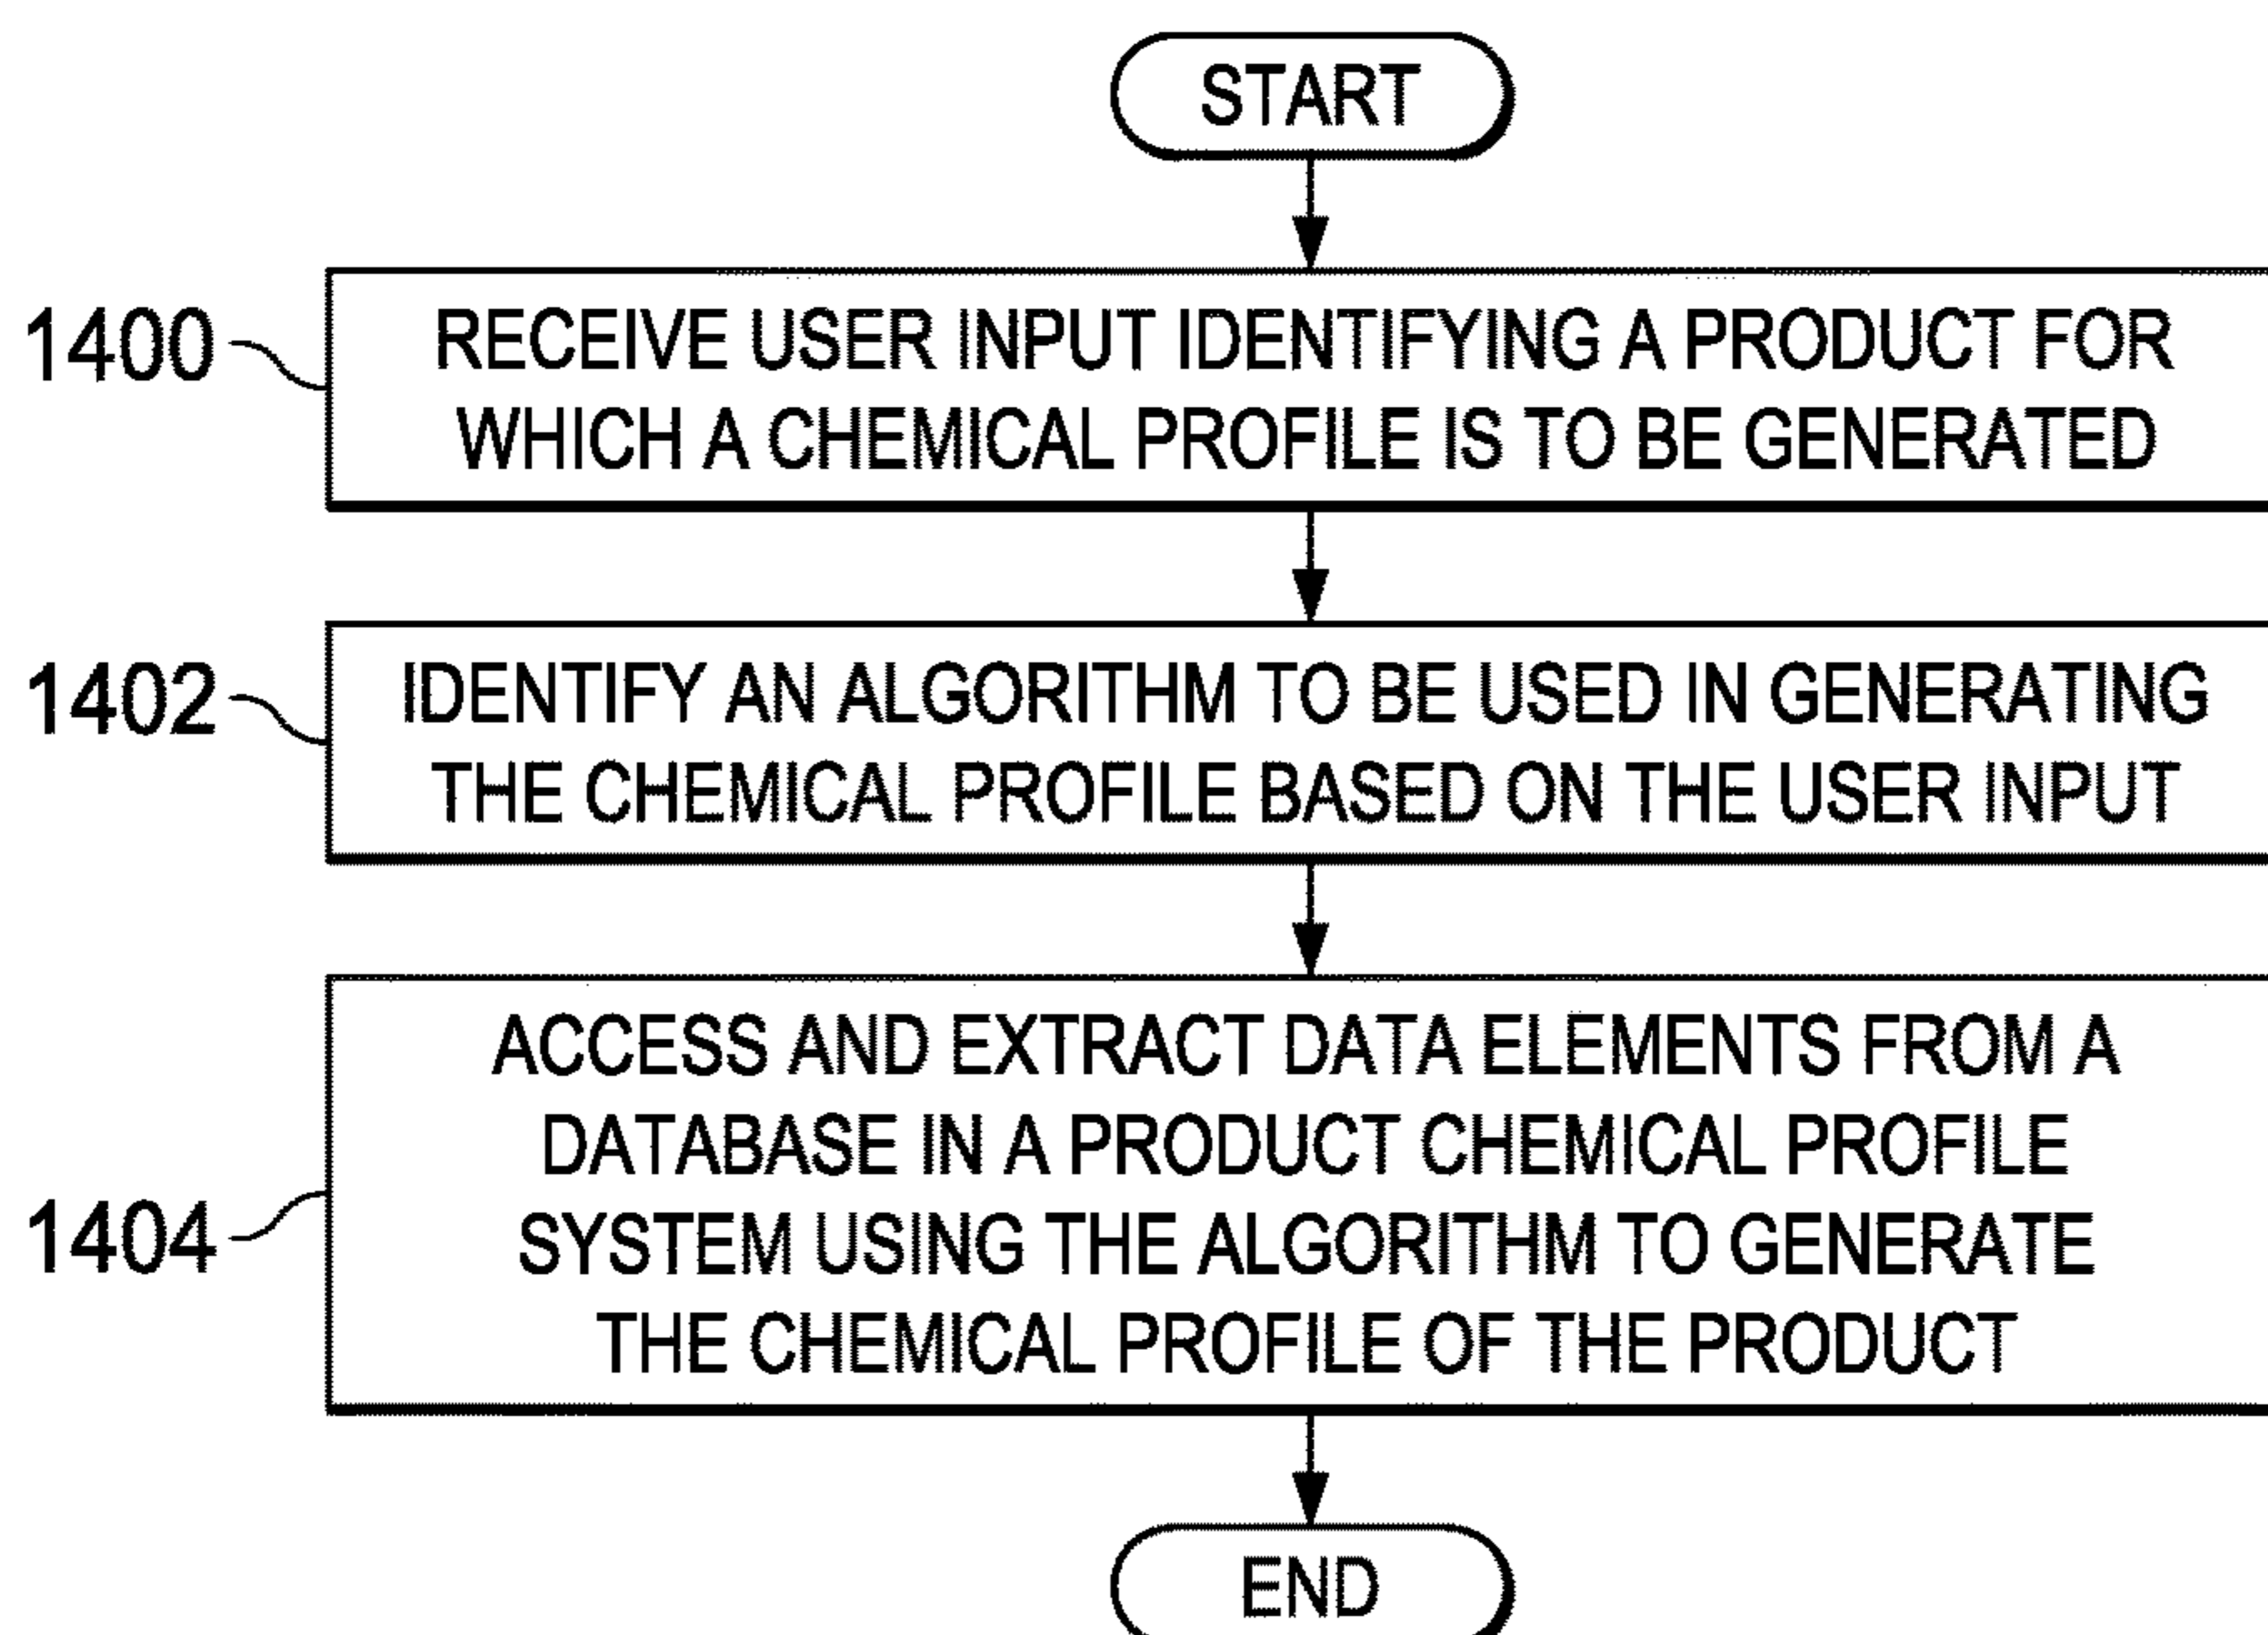 START
1400
RECEIVE USER INPUT IDENTIFYING A PRODUCT FOR
WHICH A CHEMICAL PROFILE IS TO BE GENERATED
1402
IDENTIFY AN ALGORITHM TO BE USED IN GENERATING
THE CHEMICAL PROFILE BASED ON THE USER INPUT
1404
ACCESS AND EXTRACT DATA ELEMENTS FROM A
DATABASE IN A PRODUCT CHEMICAL PROFILE
SYSTEM USING THE ALGORITHM TO GENERATE
THE CHEMICAL PROFILE OF THE PRODUCT
END